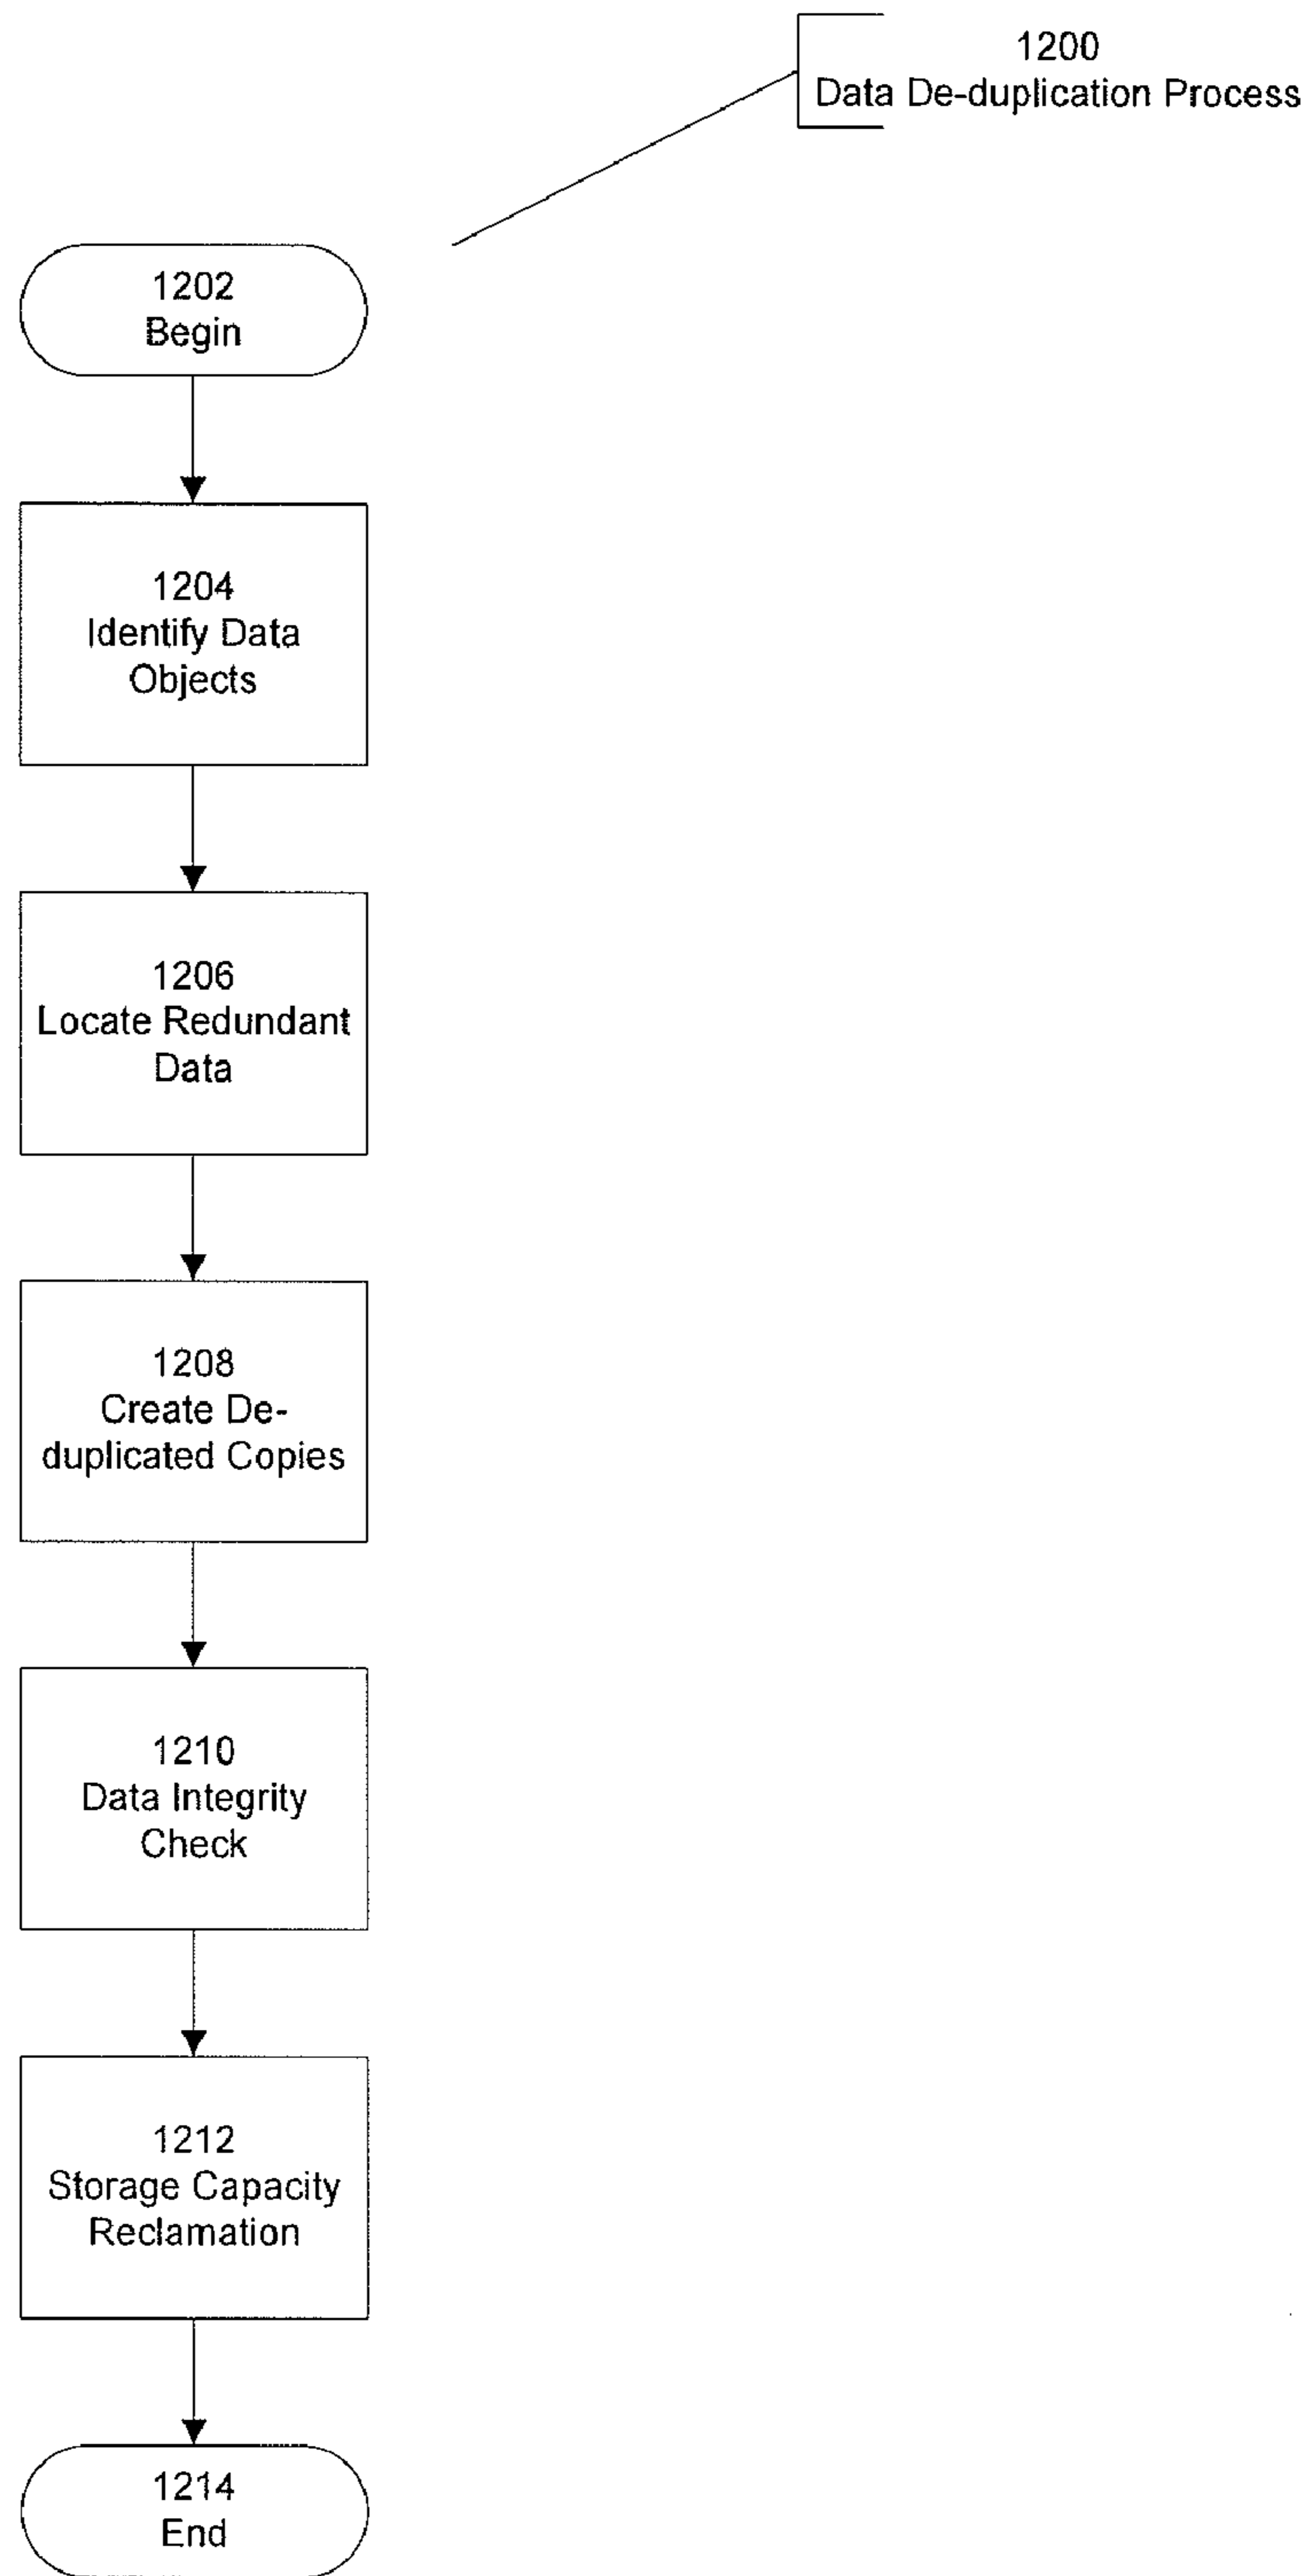 1200
Data De-duplication Process
1202
Begin
1204
Identify Data
Objects
1206
Locate Redundant
Data
1208
Create De-
duplicated Copies
1210
Data Integrity
Check
1212
Storage Capacity
Reclamation
1214
End